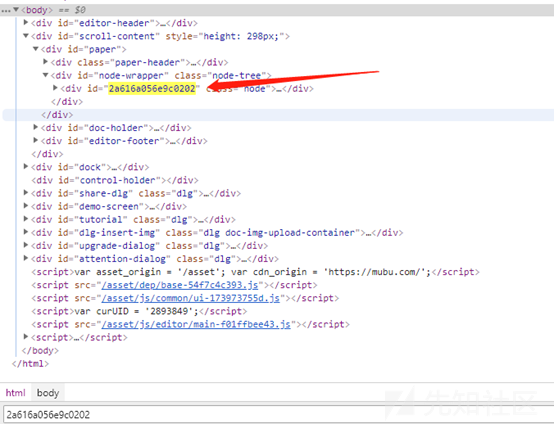 ... ▼<body> == $0
▶<div id="editor-header">…</div>
▼<div id="scroll-content" style="height: 298px;">
▼<div id="paper">
▶<div class="paper-header">…</div>
▼<div id="node-wrapper" class="node-tree">
▶<div id="2a616a056e9c0202" class="node">…</div>
</div>
</div>
▶<div id="doc-holder">…</div>
▶<div id="editor-footer">…</div>
</div>
▶<div id="dock">…</div>
<div id="control-holder"></div>
▶<div id="share-dlg" class="dlg">…</div>
▶<div id="demo-screen">…</div>
▶<div id="tutorial" class="dlg">…</div>
▶<div id="dlg-insert-img" class="dlg doc-img-upload-container">…</div>
▶<div id="upgrade-dialog" class="dlg">…</div>
▶<div id="attention-dialog" class="dlg">…</div>
<script>var asset_origin = '/asset'; var cdn_origin = 'https://mubu.com/';</script>
<script src="/asset/dep/base-54f7c4c393.js"></script>
<script src="/asset/js/common/ui-173973755d.js"></script>
<script>var curUID = '2893849';</script>
<script src="/asset/js/editor/main-f01ffbee43.js"></script>
▶<script>…</script>
</body>
</html>
html body
2a616a056e9c0202
先知社区